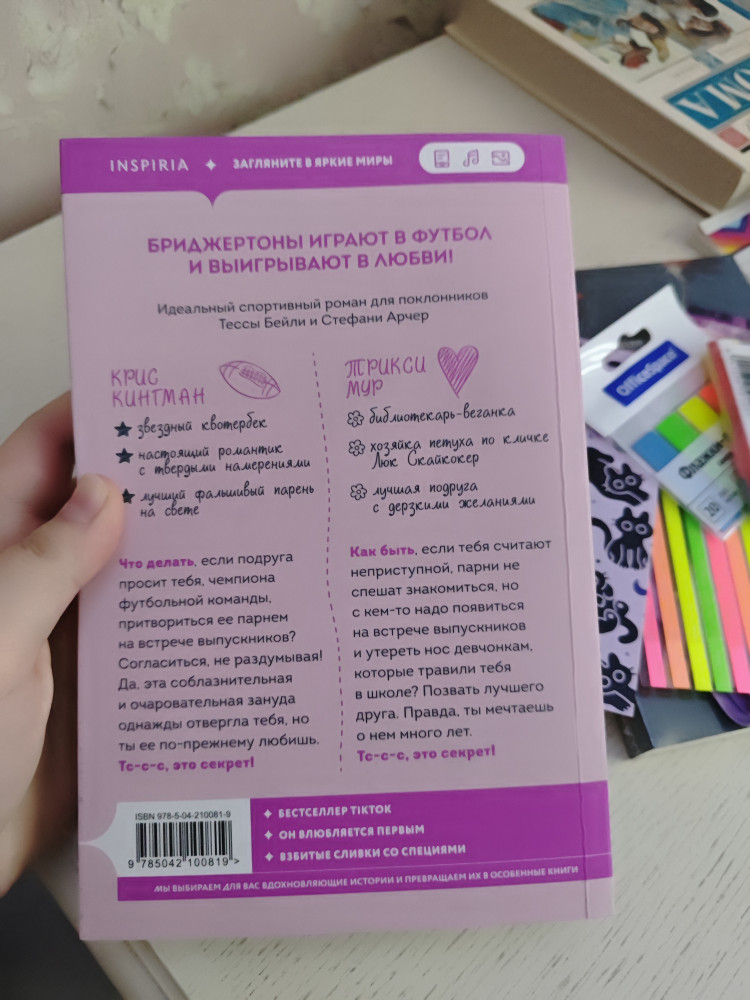 INSPIRIA ✦ ЗАГЛЯНИТЕ В ЯРКИЕ МИРЫ
БРИДЖЕРТОНЫ ИГРАЮТ В ФУТБОЛ
И ВЫИГРЫВАЮТ В ЛЮБВИ!
Идеальный спортивный роман для поклонников
Тессы Бейли и Стефани Арчер
КРИС
КИНГМАН
звездный квотербек
настоящий романтик
с твердыми намерениями
лучший фальшивый парень
на свете
Что делать, если подруга
просит тебя, чемпиона
футбольной команды,
притвориться ее парнем
на встрече выпускников?
Согласиться, не раздумывая!
Да, эта соблазнительная
и очаровательная зануда
однажды отвергла тебя, но
ты ее по-прежнему любишь.
Тс-с-с, это секрет!
ТРИКСИ
МУР
библиотекарь-веганка
хозяйка петуха по кличке
Люк Скайкокер
лучшая подруга
с дерзкими желаниями
Как быть, если тебя считают
неприступной, парни не
спешат знакомиться, но
с кем-то надо появиться
на встрече выпускников
и утереть нос девчонкам,
которые травили тебя
в школе? Позвать лучшего
друга. Правда, ты мечтаешь
о нем много лет.
Тс-с-с, это секрет!
ISBN 978-5-04-210081-9
9 785042 100819>
✦ БЕСТСЕЛЛЕР TIKTOK
✦ ОН ВЛЮБЛЯЕТСЯ ПЕРВЫМ
✦ ВЗБИТЫЕ СЛИВКИ СО СПЕЦИЯМИ
МЫ ВЫБИРАЕМ ДЛЯ ВАС ВДОХНОВЛЯЮЩИЕ ИСТОРИИ И ПРЕВРАЩАЕМ ИХ В ОСОБЕННЫЕ КНИГИ
OfficeSpace